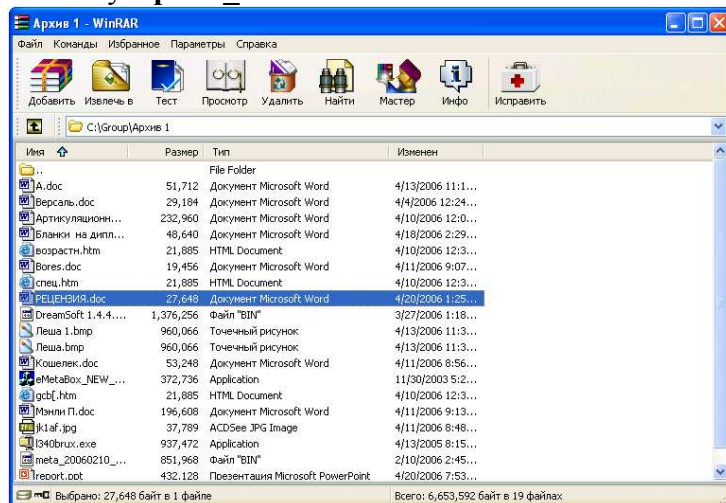 Архив 1 - WinRAR
Файл Команды Избранное Параметры Справка
Добавить Извлечь в Тест Просмотр Удалить Найти Мастер Инфо Исправить
C:\Group\Архив 1
Имя Размер Тип Изменен
.. File Folder
A.doc 51,712 Документ Microsoft Word 4/13/2006 11:1...
Версаль.doc 29,184 Документ Microsoft Word 4/4/2006 12:24...
Артикуляционн... 232,960 Документ Microsoft Word 4/10/2006 12:0...
Бланки на дипл... 48,640 Документ Microsoft Word 4/18/2006 2:29...
возрастн.htm 21,885 HTML Document 4/10/2006 12:3...
Bores.doc 19,456 Документ Microsoft Word 4/11/2006 9:07...
спец.htm 21,885 HTML Document 4/10/2006 12:3...
РЕЦЕНЗИЯ.doc 27,648 Документ Microsoft Word 4/20/2006 1:25...
DreamSoft 1.4.4.... 1,376,256 Файл "BIN" 3/27/2006 1:18...
Леша 1.bmp 960,066 Точечный рисунок 4/13/2006 11:3...
Леша.bmp 960,066 Точечный рисунок 4/13/2006 11:3...
Кошелек.doc 53,248 Документ Microsoft Word 4/11/2006 8:56...
eMetaBox_NEW_... 372,736 Application 11/30/2003 5:2...
gcb[.htm 21,885 HTML Document 4/10/2006 12:3...
Мэнли П.doc 196,608 Документ Microsoft Word 4/11/2006 9:13...
jk1af.jpg 37,789 ACDSee JPG Image 4/11/2006 8:48...
l340brux.exe 937,472 Application 4/13/2005 8:15...
meta_20060210_... 851,968 Файл "BIN" 2/10/2006 2:45...
1report.ppt 432,128 Презентация Microsoft PowerPoint 4/20/2006 7:53...
Выбрано: 27,648 байт в 1 файле Всего: 6,653,592 байт в 19 файлах